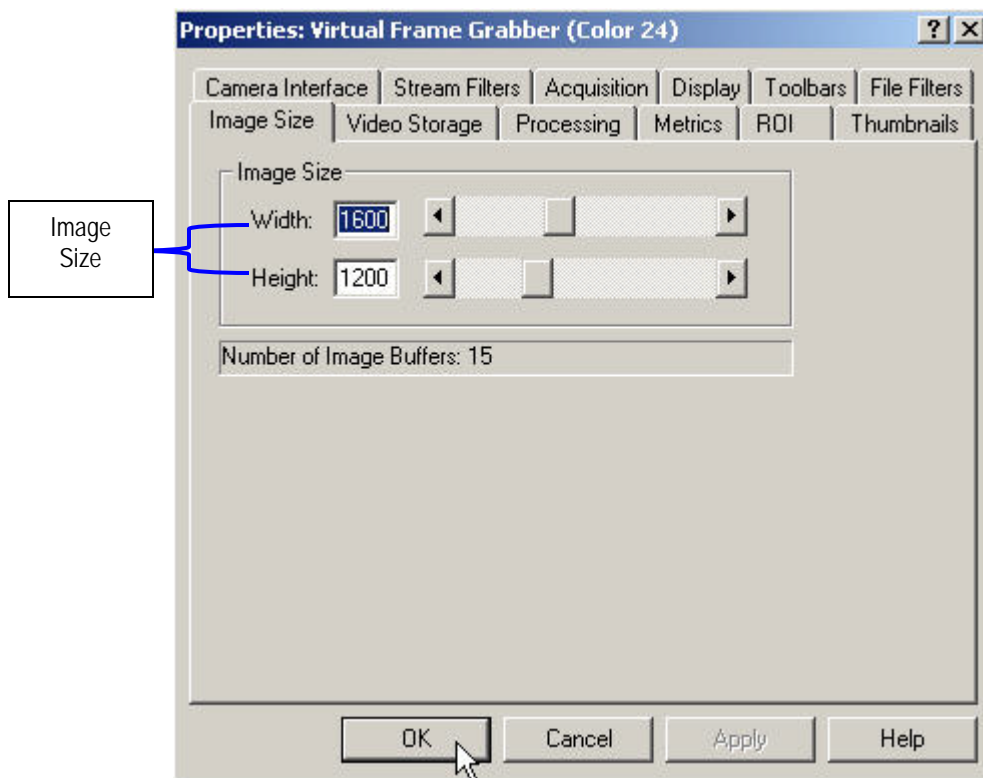 Properties: Virtual Frame Grabber (Color 24)
Camera Interface Stream Filters Acquisition Display Toolbars File Filters
Image Size Video Storage Processing Metrics ROI Thumbnails
Image Size
Width: 1600
Height: 1200
Image
Size
Number of Image Buffers: 15
OK Cancel Apply Help